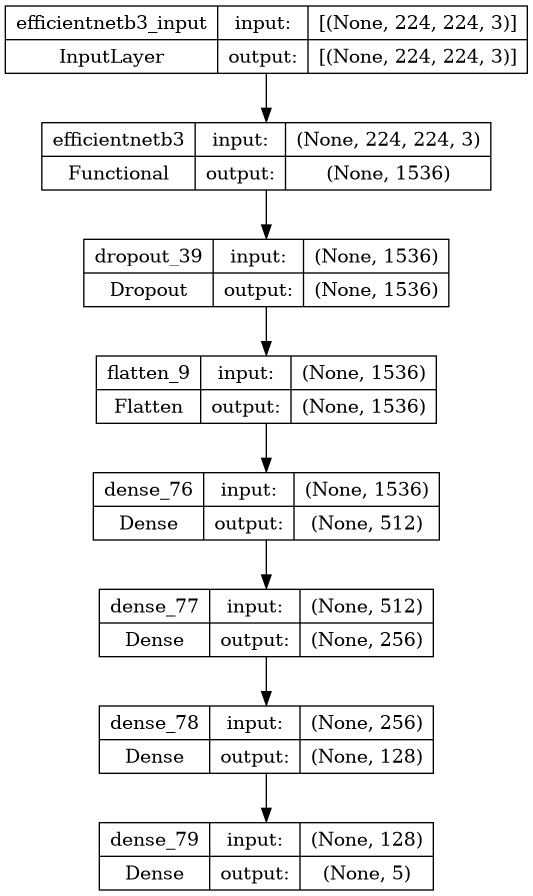 efficientnetb3_input input: [(None, 224, 224, 3)]
InputLayer output: [(None, 224, 224, 3)]
efficientnetb3 input: (None, 224, 224, 3)
Functional output: (None, 1536)
dropout_39 input: (None, 1536)
Dropout output: (None, 1536)
flatten_9 input: (None, 1536)
Flatten output: (None, 1536)
dense_76 input: (None, 1536)
Dense output: (None, 512)
dense_77 input: (None, 512)
Dense output: (None, 256)
dense_78 input: (None, 256)
Dense output: (None, 128)
dense_79 input: (None, 128)
Dense output: (None, 5)